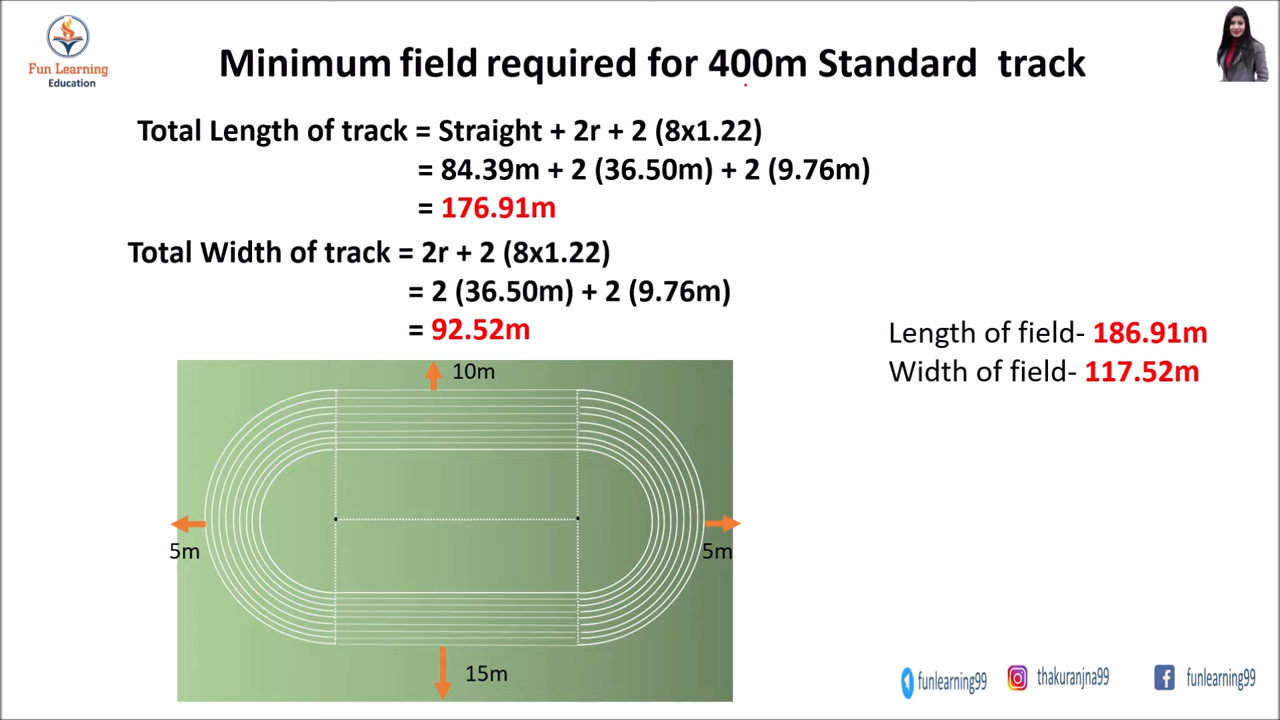 Fun Learning
Education
Minimum field required for 400m Standard track
Total Length of track = Straight + 2r + 2 (8x1.22)
= 84.39m + 2 (36.50m) + 2 (9.76m)
= 176.91m
Total Width of track = 2r + 2 (8x1.22)
= 2 (36.50m) + 2 (9.76m)
= 92.52m
Length of field- 186.91m
Width of field- 117.52m
10m
5m
5m
15m
funlearning99
thakuranjna99
funlearning99